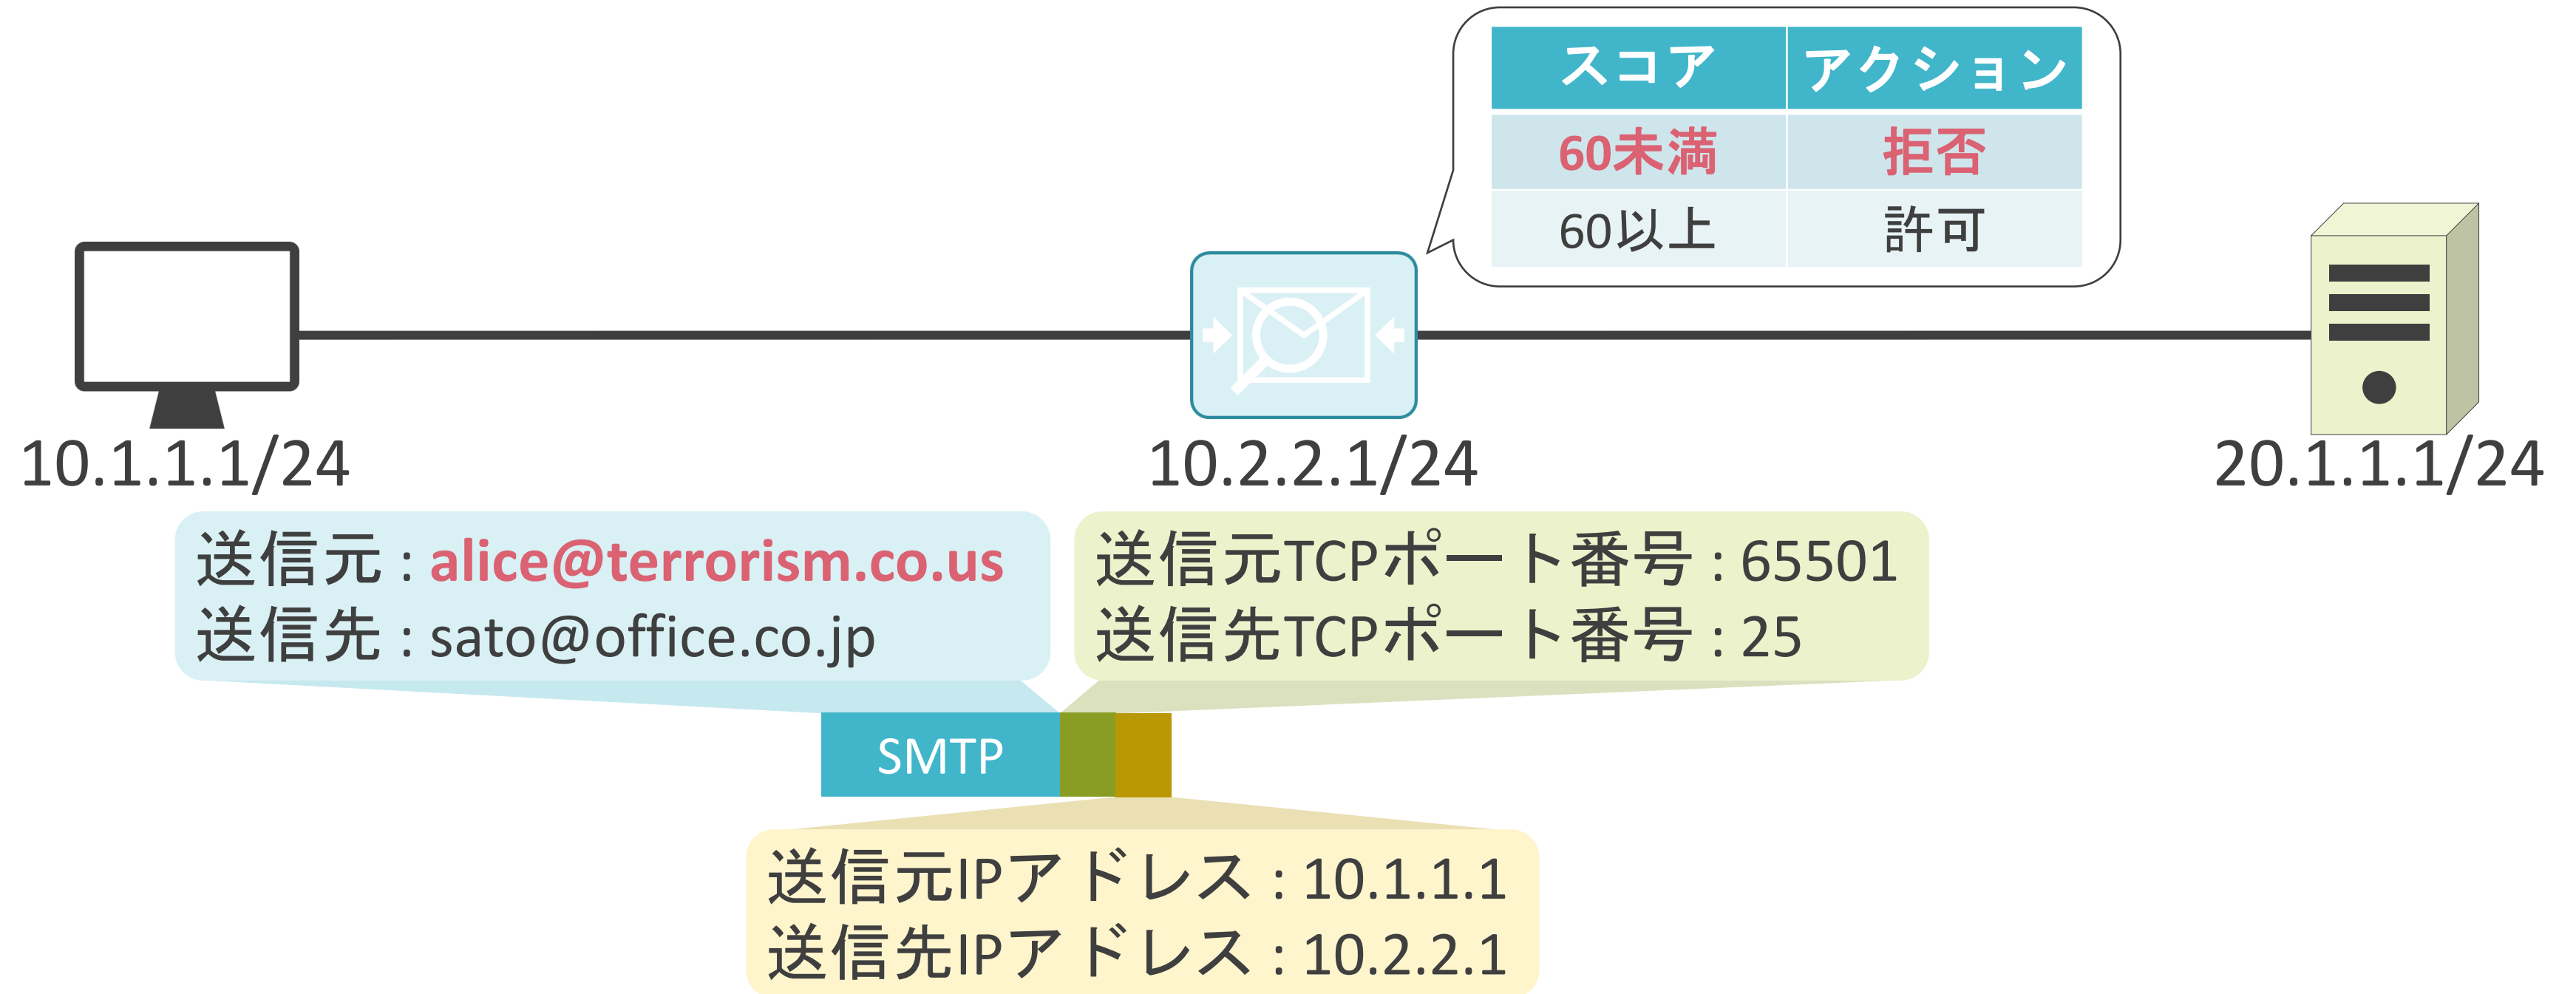 スコア アクション
60未満 拒否
60以上 許可
10.1.1.1/24
10.2.2.1/24
20.1.1.1/24
送信元 : alice@terrorism.co.us
送信先 : sato@office.co.jp
送信元TCPポート番号 : 65501
送信先TCPポート番号 : 25
SMTP
送信元IPアドレス : 10.1.1.1
送信先IPアドレス : 10.2.2.1